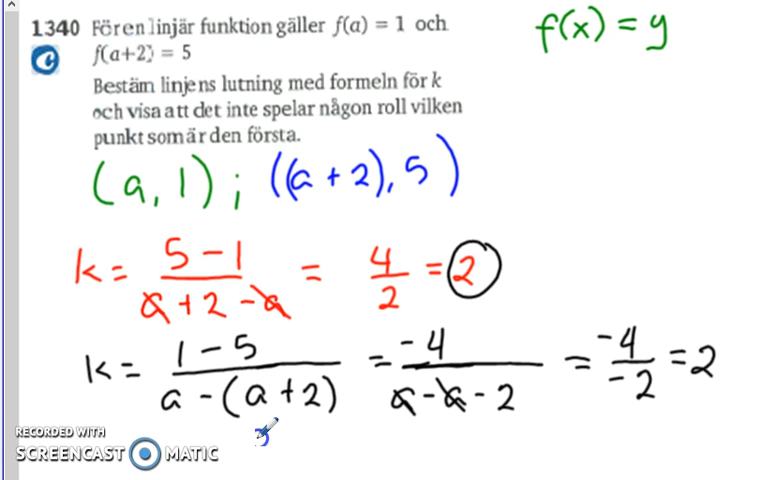 1340 För en linjär funktion gäller f(a) = 1 och
f(a+2) = 5
C
Bestäm linjens lutning med formeln för k
och visa att det inte spelar någon roll vilken
punkt som är den första.
f(x) = y
(a, 1) ; ((a + 2), 5)
k = 5 - 1 / a + 2 - a = 4 / 2 = 2
k = 1 - 5 / a - (a + 2) = -4 / a - a - 2 = -4 / -2 = 2
RECORDED WITH
SCREENCAST MATIC